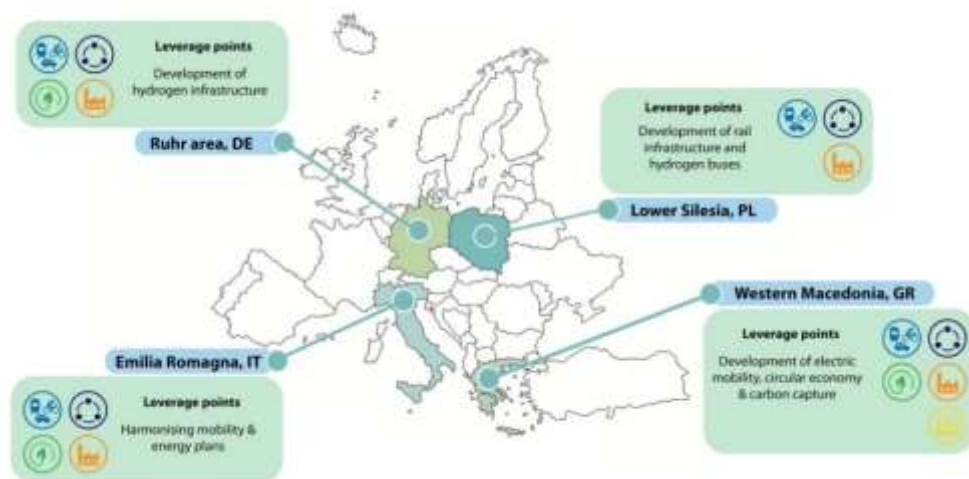 Leverage points
Development of
hydrogen infrastructure
Ruhr area, DE
Leverage points
Development of rail
infrastructure and
hydrogen buses
Lower Silesia, PL
Western Macedonia, GR
Leverage points
Development of electric
mobility, circular economy
& carbon capture
Emilia Romagna, IT
Leverage points
Harmonising mobility &
energy plans